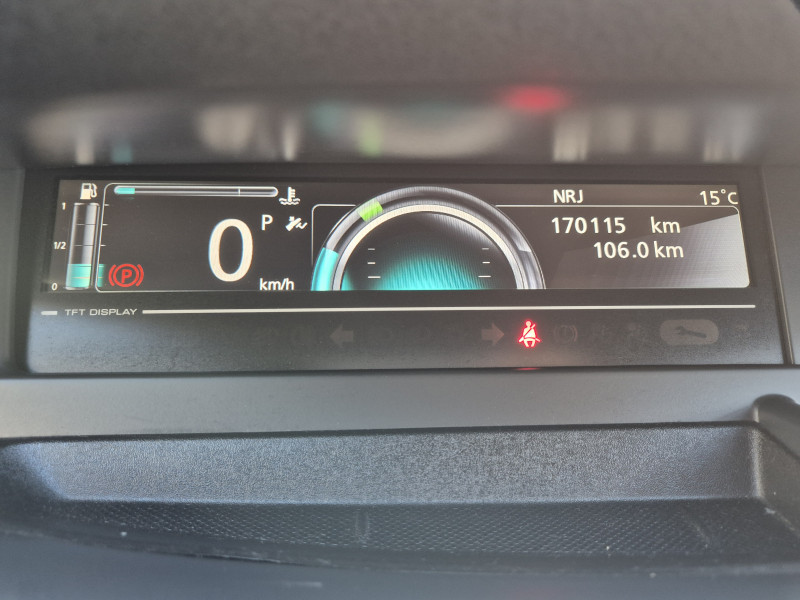 NRJ 15°C
1
1/2
0
P
0
km/h
170115 km
106.0 km
P
TFT DISPLAY